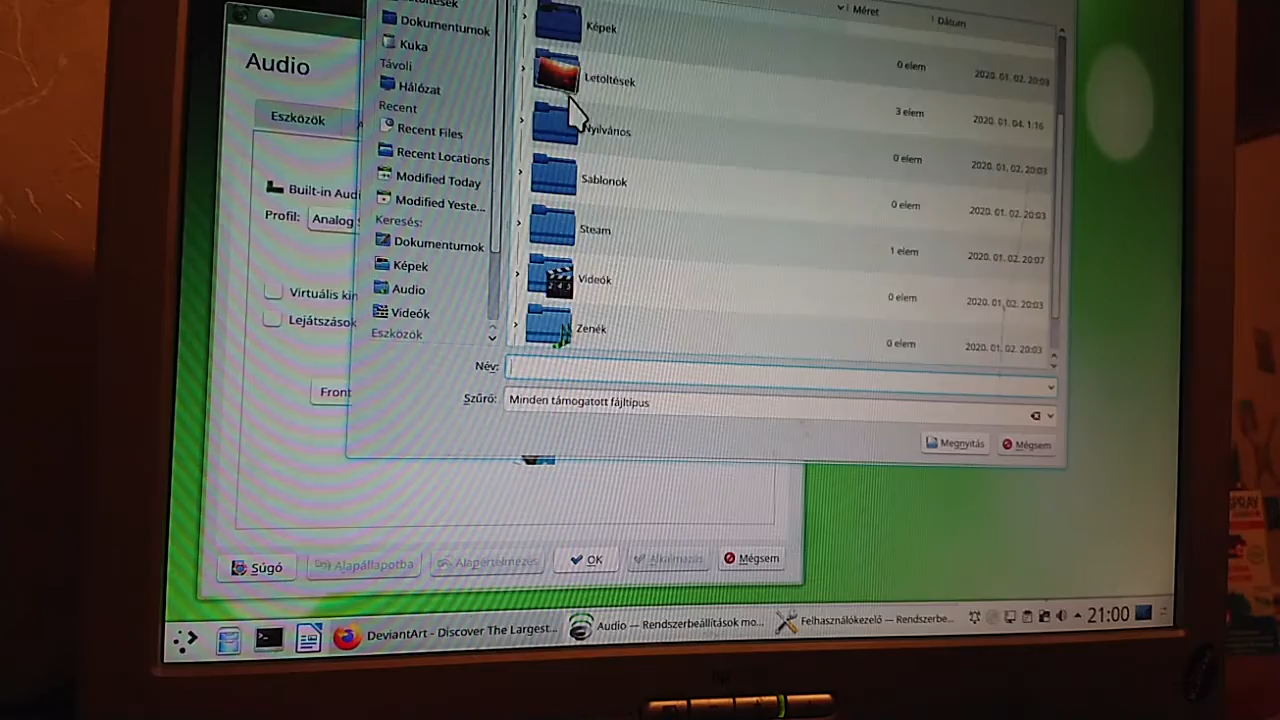 Méret
Dátum
Dokumentumok
Kuka
Távoli
Hálózat
Recent
Recent Files
Recent Locations
Modified Today
Modified Yeste...
Keresés:
Dokumentumok
Képek
Audio
Videók
Eszközök
Képek
0 elem
2020. 01. 02. 20:03
Letöltések
3 elem
2020. 01. 04. 1:16
Nyilvános
0 elem
2020. 01. 02. 20:03
Sablonok
0 elem
2020. 01. 02. 20:03
Steam
1 elem
2020. 01. 02. 20:07
Videók
0 elem
2020. 01. 02. 20:03
Zenék
0 elem
2020. 01. 02. 20:03
Név:
Szűrő:
Minden támogatott fájltípus
Megnyitás
Mégsem
Audio
Eszközök
Built-in Audi
Profil:
Analog
Virtuális kin
Lejátszások
Front
Súgó
Alapállapotba
Alapértelmezés
OK
Alkalmazás
Mégsem
DeviantArt - Discover The Largest...
Audio — Rendszerbeállítások mo...
Felhasználókezelő — Rendszerbe...
21:00
hp
SPRAY